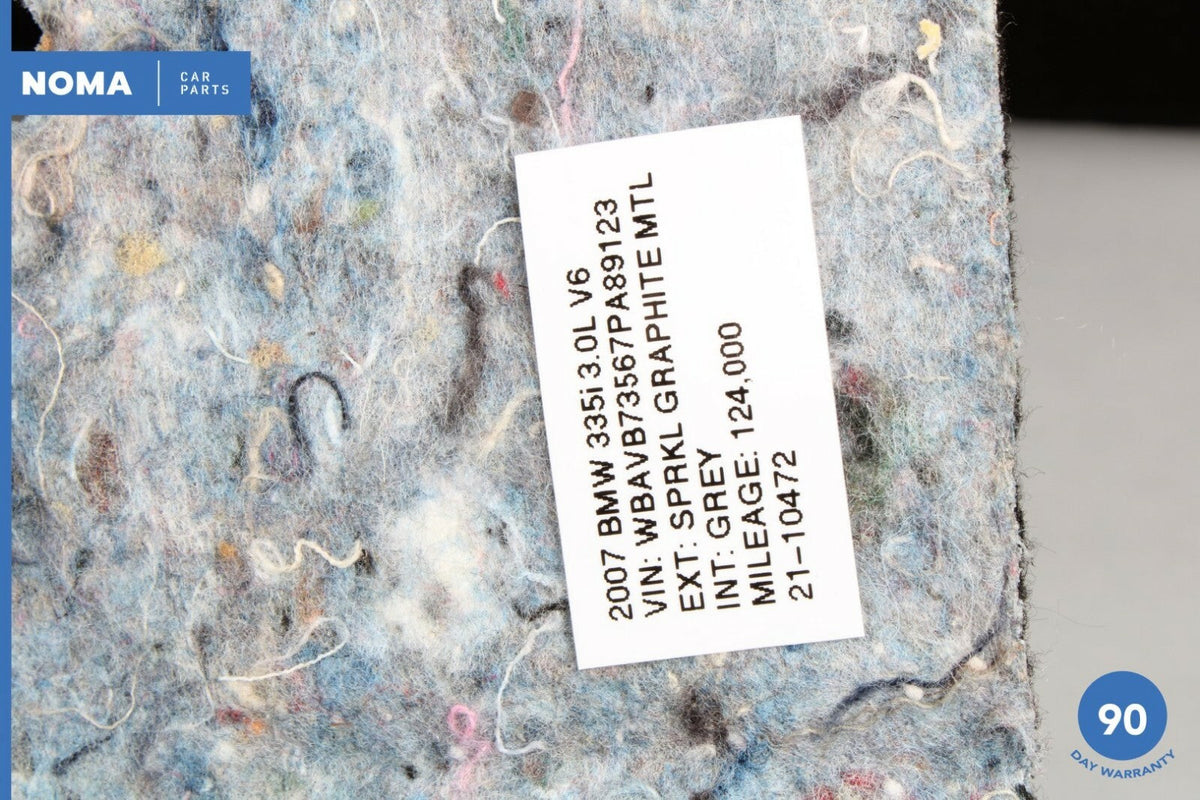 NOMA
CAR
PARTS
2007 BMW 335i 3.0L V6
VIN: WBAVB73567PA89123
EXT: SPRKL GRAPHITE MTL
INT: GREY
MILEAGE: 124,000
21-10472
90
DAY WARRANTY